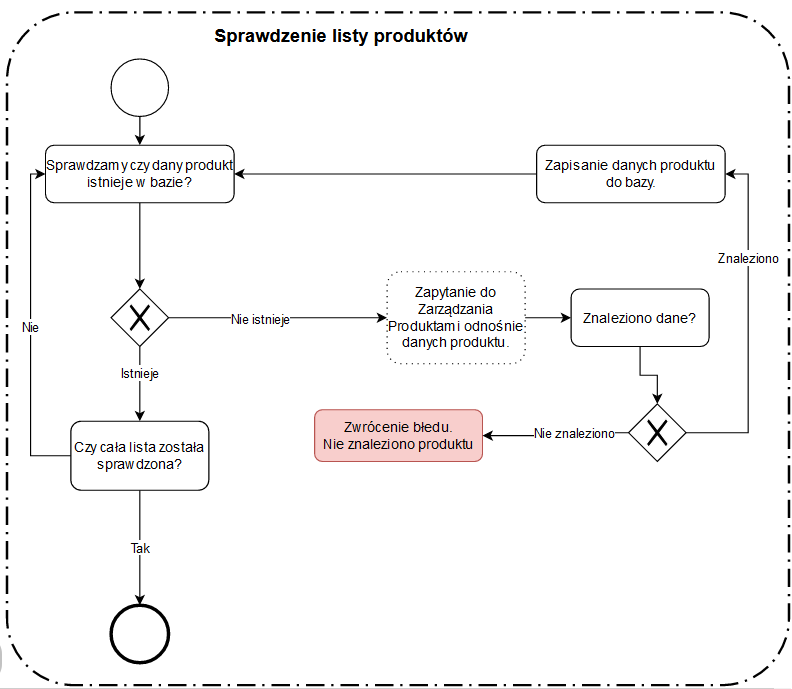 Sprawdzenie listy produktów
Sprawdzamy czy dany produkt
istnieje w bazie?
Zapisanie danych produktu
do bazy.
Znaleziono
Zapytanie do
Zarządzania
Produktami odnośnie
danych produktu.
Znaleziono dane?
Nie istnieje
Nie
Istnieje
Zwrócenie błedu.
Nie znaleziono produktu
Nie znaleziono
Czy cała lista została
sprawdzona?
Tak